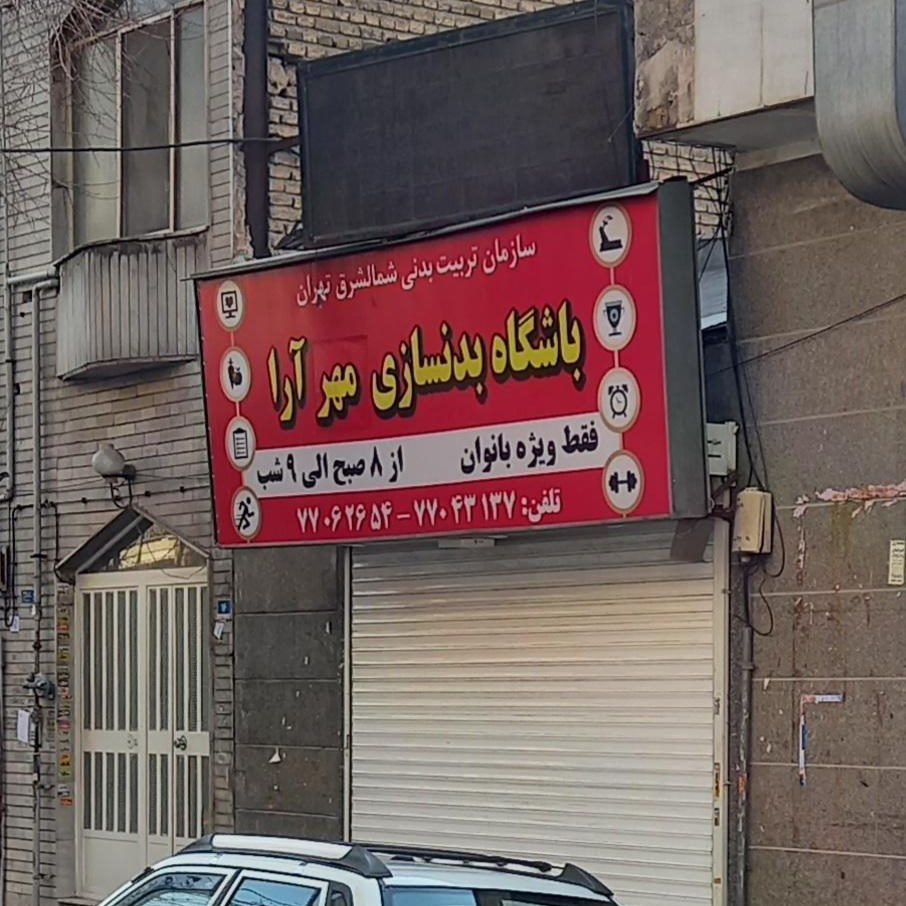 سازمان تربیت بدنی شمالشرق تهران
باشگاه بدنسازی مهر آرا
فقط ویژه بانوان از ۸ صبح الی ۹ شب
تلفن: ۷۷۰۴۳۱۳۷ – ۷۷۰۶۲۶۵۴